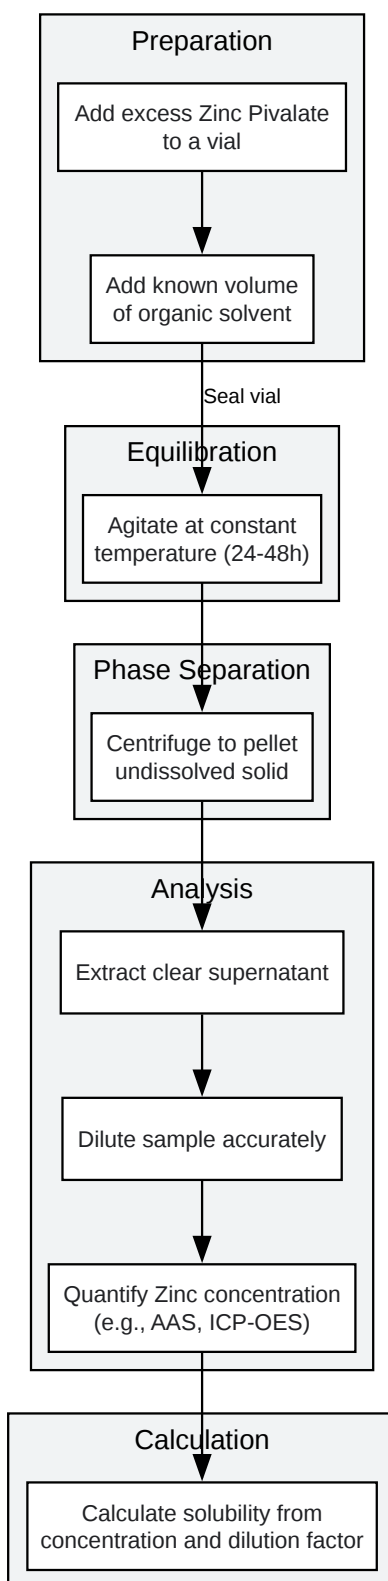 Preparation
Add excess Zinc Pivalate
to a vial
Add known volume
of organic solvent
Seal vial
Equilibration
Agitate at constant
temperature (24-48h)
Phase Separation
Centrifuge to pellet
undissolved solid
Analysis
Extract clear supernatant
Dilute sample accurately
Quantify Zinc concentration
(e.g., AAS, ICP-OES)
Calculation
Calculate solubility from
concentration and dilution factor